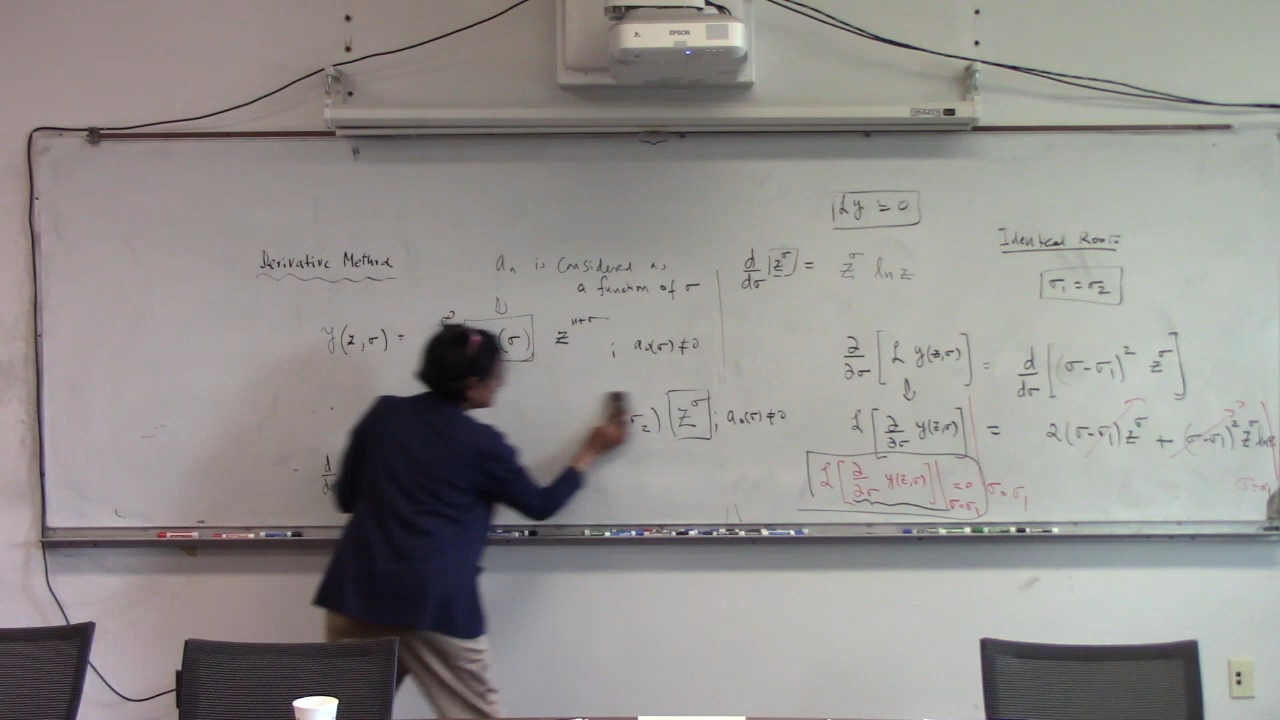 EPSON
Ly = 0
Derivative Method
a_n is considered as
a function of σ
y(z,σ) =
(σ) z^{n+σ} ; a₀(σ) ≠ 0
σ₂) z^σ ; a₀(σ) ≠ 0
d/dσ [z^σ] = z^σ ln z
Identical Roots
σ₁ = σ₂
∂/∂σ [L y(z,σ)] = d/dσ [(σ-σ₁)² z^σ]
L [∂/∂σ y(z,σ)] = 2(σ-σ₁) z^σ + (σ-σ₁)² z^σ
L [∂/∂σ y(z,σ)] |_{σ=σ₁} = 0
σ=σ₁
σ=σ₁